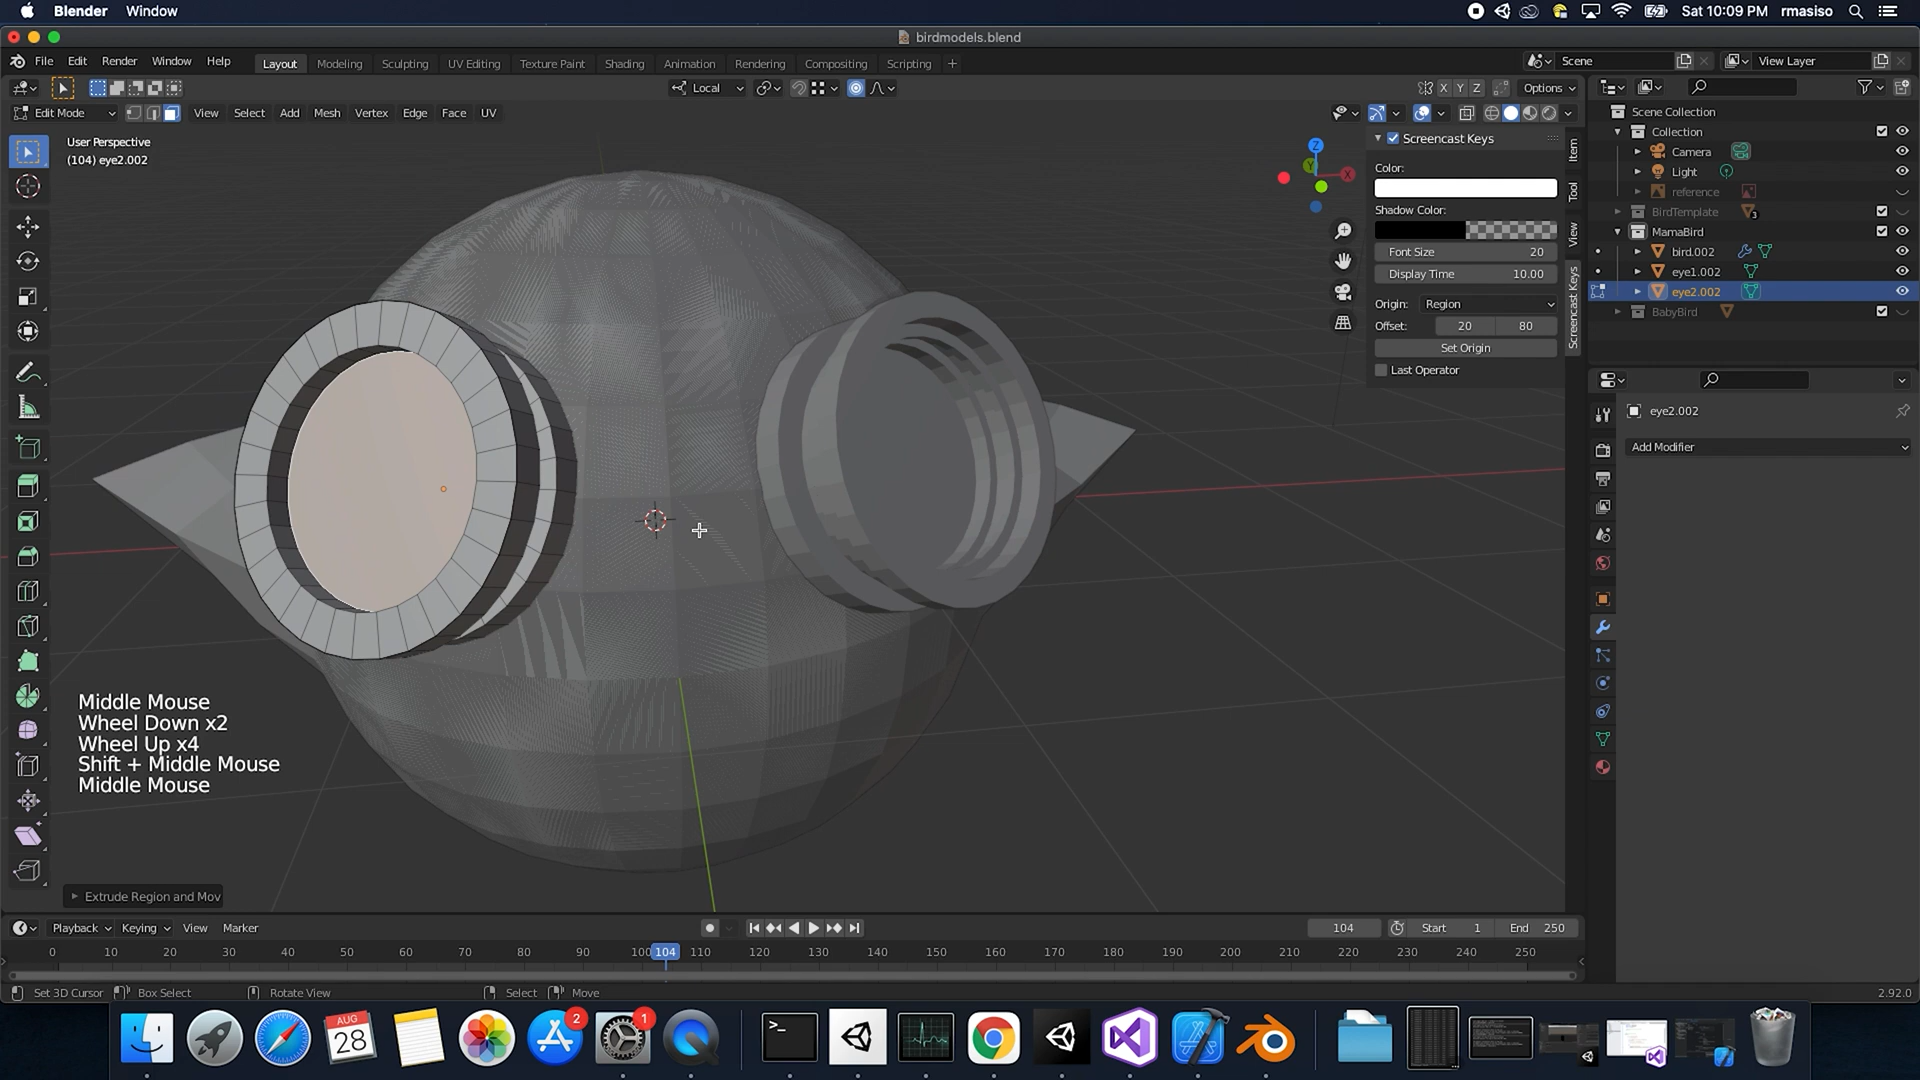 Blender Window
Sat 10:09 PM rmasiso
birdmodels.blend
File Edit Render Window Help
Layout Modeling Sculpting UV Editing Texture Paint Shading Animation Rendering Compositing Scripting +
Scene
View Layer
Local
X Y Z
Options
Edit Mode
View Select Add Mesh Vertex Edge Face UV
User Perspective
(104) eye2.002
Z
Y
X
Screencast Keys
Color:
Shadow Color:
Font Size 20
Display Time 10.00
Origin: Region
Offset: 20 80
Set Origin
Last Operator
Item
Tool
View
Screencast Keys
Scene Collection
Collection
Camera
Light
reference
BirdTemplate 3
MamaBird
bird.002
eye1.002
eye2.002
BabyBird
eye2.002
Add Modifier
Middle Mouse
Wheel Down x2
Wheel Up x4
Shift + Middle Mouse
Middle Mouse
Extrude Region and Mov
Playback Keying View Marker
104
Start 1
End 250
0 10 20 30 40 50 60 70 80 90 100 104 110 120 130 140 150 160 170 180 190 200 210 220 230 240 250
Set 3D Cursor Box Select Rotate View Select Move
2.92.0
AUG
28
2
1